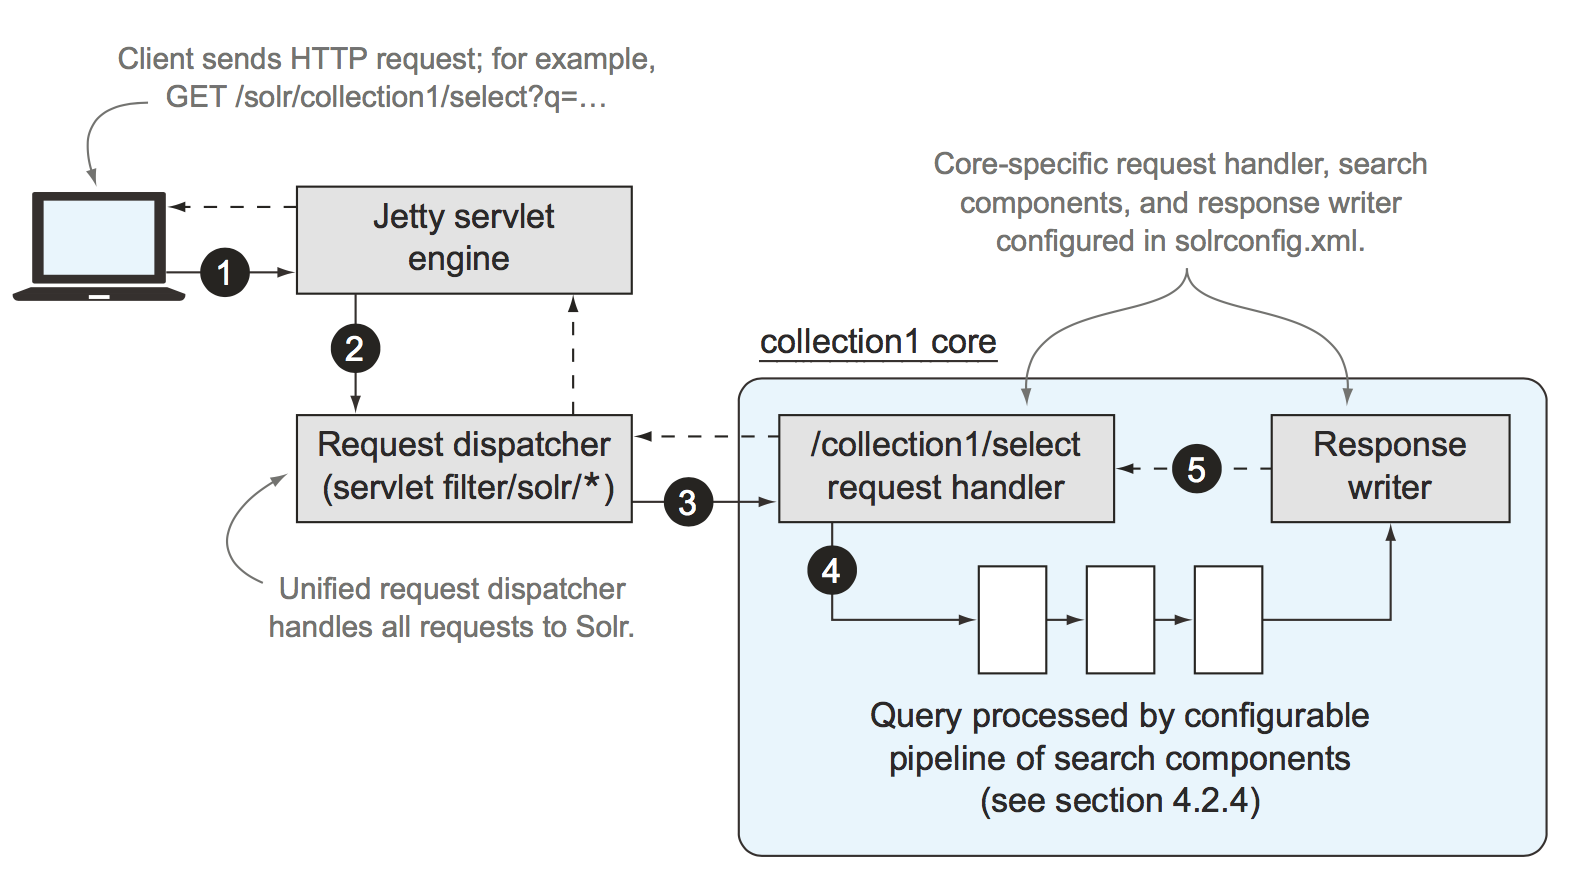 Client sends HTTP request; for example,
GET /solr/collection1/select?q=…
Core-specific request handler, search
components, and response writer
configured in solrconfig.xml.
Jetty servlet
engine
1
2
collection1 core
Request dispatcher
(servlet filter/solr/*)
3
/collection1/select
request handler
5
Response
writer
4
Unified request dispatcher
handles all requests to Solr.
Query processed by configurable
pipeline of search components
(see section 4.2.4)